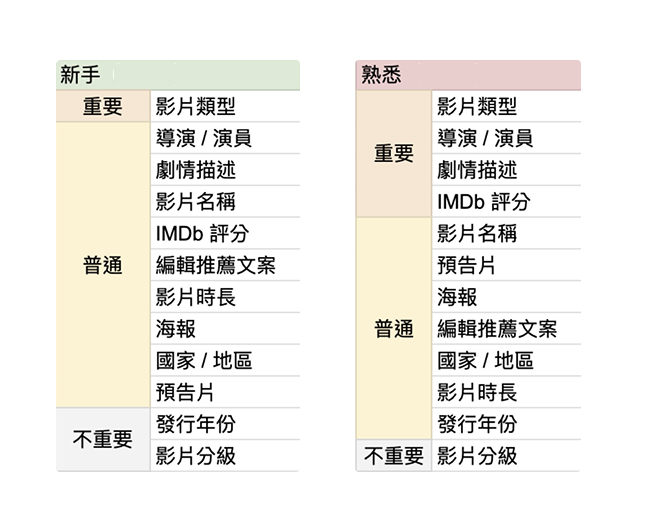 新手
重要
影片類型
普通
導演 / 演員
劇情描述
影片名稱
IMDb 評分
編輯推薦文案
影片時長
海報
國家 / 地區
預告片
不重要
發行年份
影片分級
熟悉
重要
影片類型
導演 / 演員
劇情描述
IMDb 評分
普通
影片名稱
預告片
海報
編輯推薦文案
國家 / 地區
影片時長
發行年份
不重要
影片分級